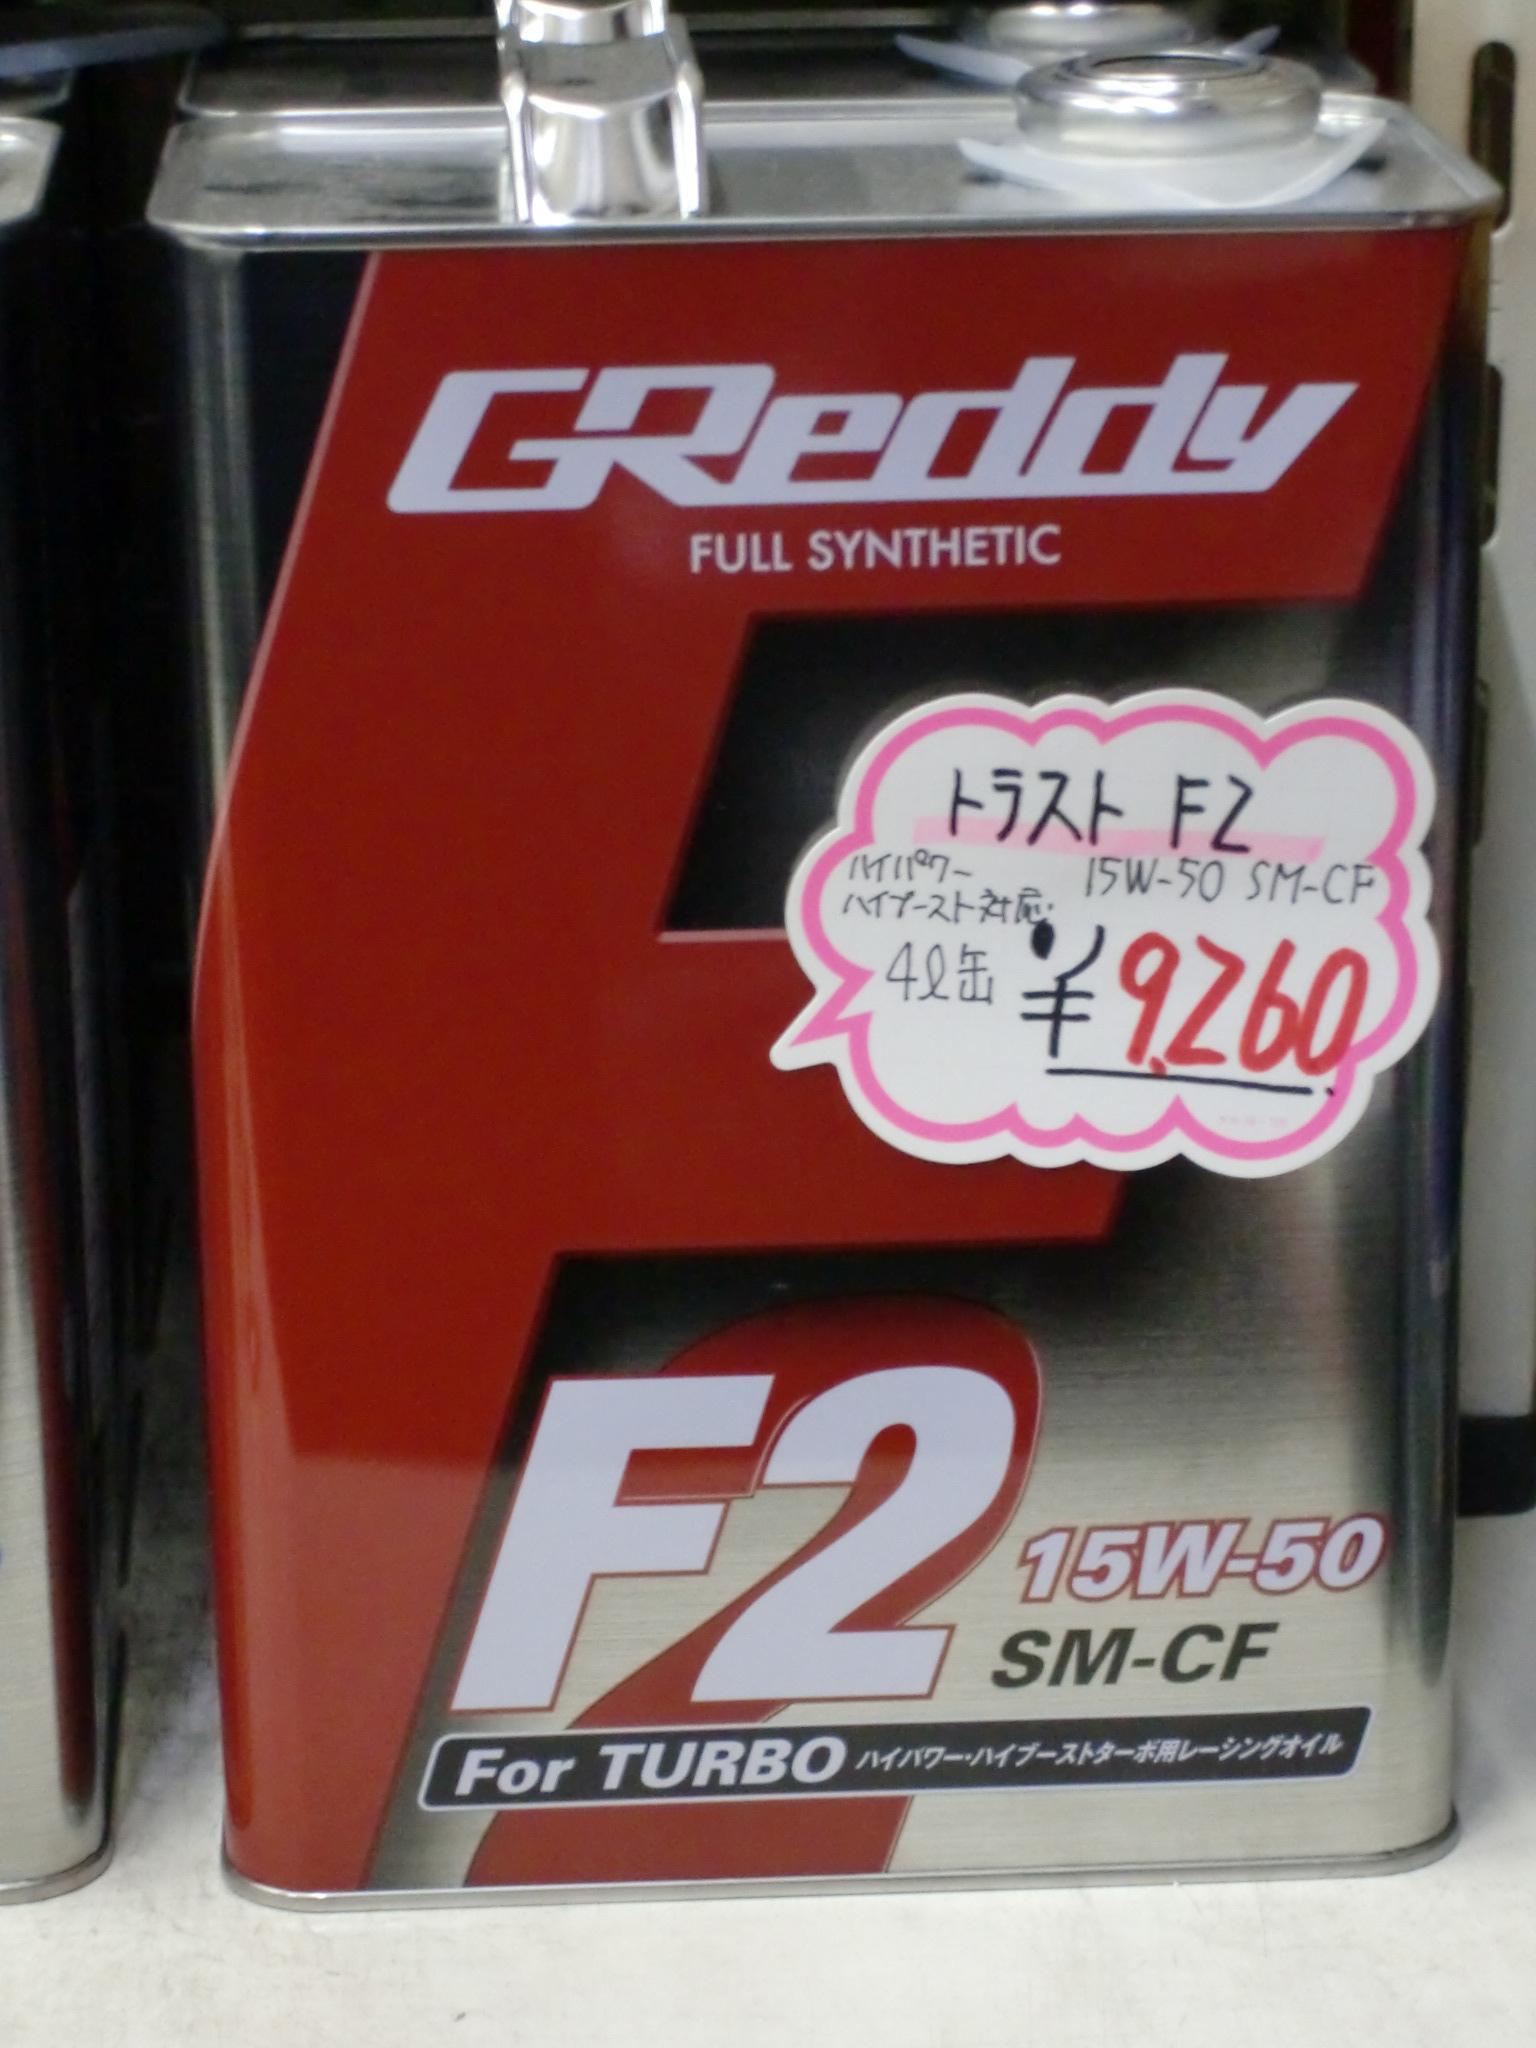 GReddy
FULL SYNTHETIC
トラスト F2
ハイパワー
ハイブースト対応
15W-50 SM-CF
4ℓ缶 ¥9,260
F2
15W-50
SM-CF
For TURBO ハイパワー・ハイブーストターボ用レーシングオイル